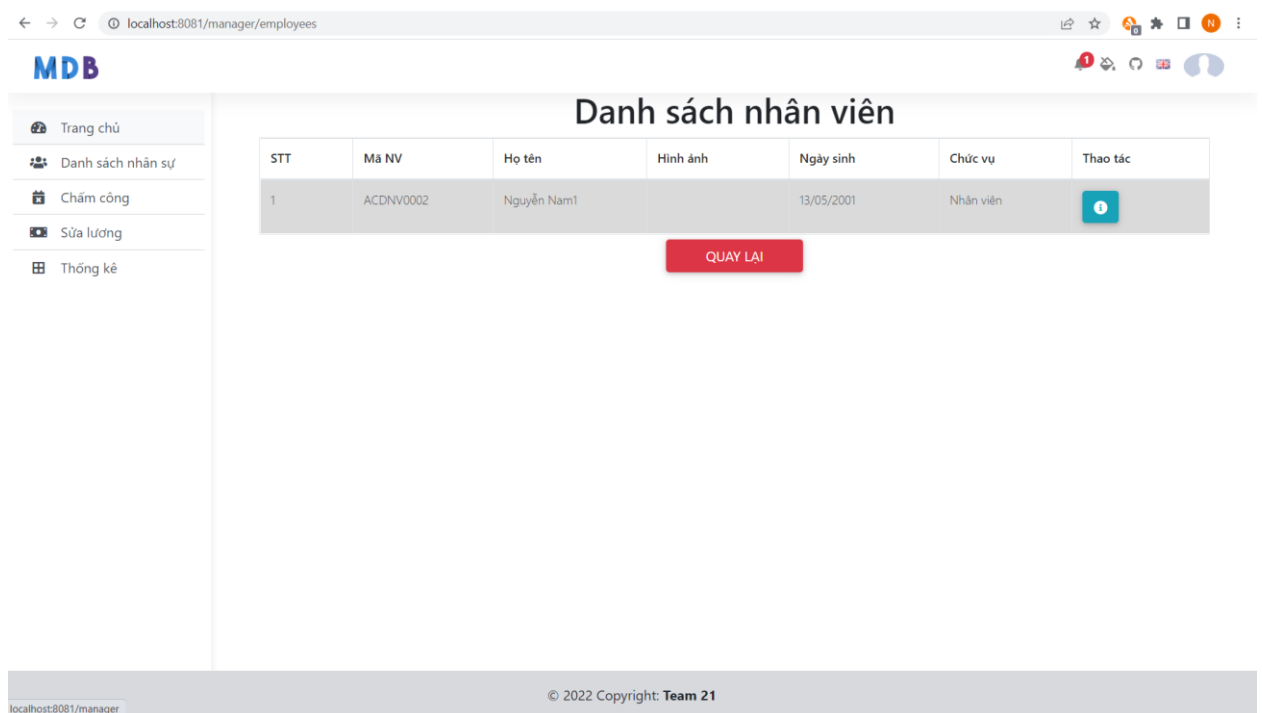 localhost:8081/manager/employees
0
N
MDB
1
Danh sách nhân viên
Trang chủ
Danh sách nhân sự
Chấm công
Sửa lương
Thống kê
STT Mã NV Họ tên Hình ảnh Ngày sinh Chức vụ Thao tác
1 ACDNV0002 Nguyễn Nam1 13/05/2001 Nhân viên
QUAY LẠI
© 2022 Copyright: Team 21
localhost:8081/manager